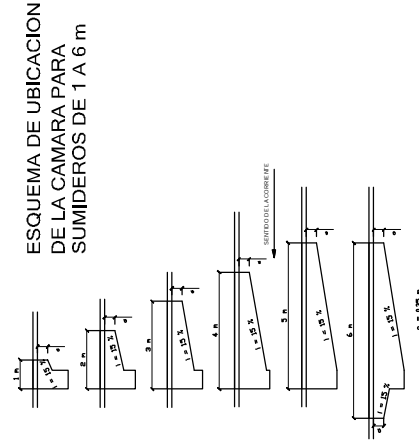 ESQUEMA DE UBICACION
DE LA CAMARA PARA
SUMIDEROS DE 1 A 6 m
1 m
e
I = 15 %
2 m
e
I = 15 %
3 m
e
I = 15 %
4 m
e
I = 15 %
SENTIDO DE LA CORRIENTE
5 m
e
I = 15 %
6 m
e
I = 15 %
I = 15 %
e